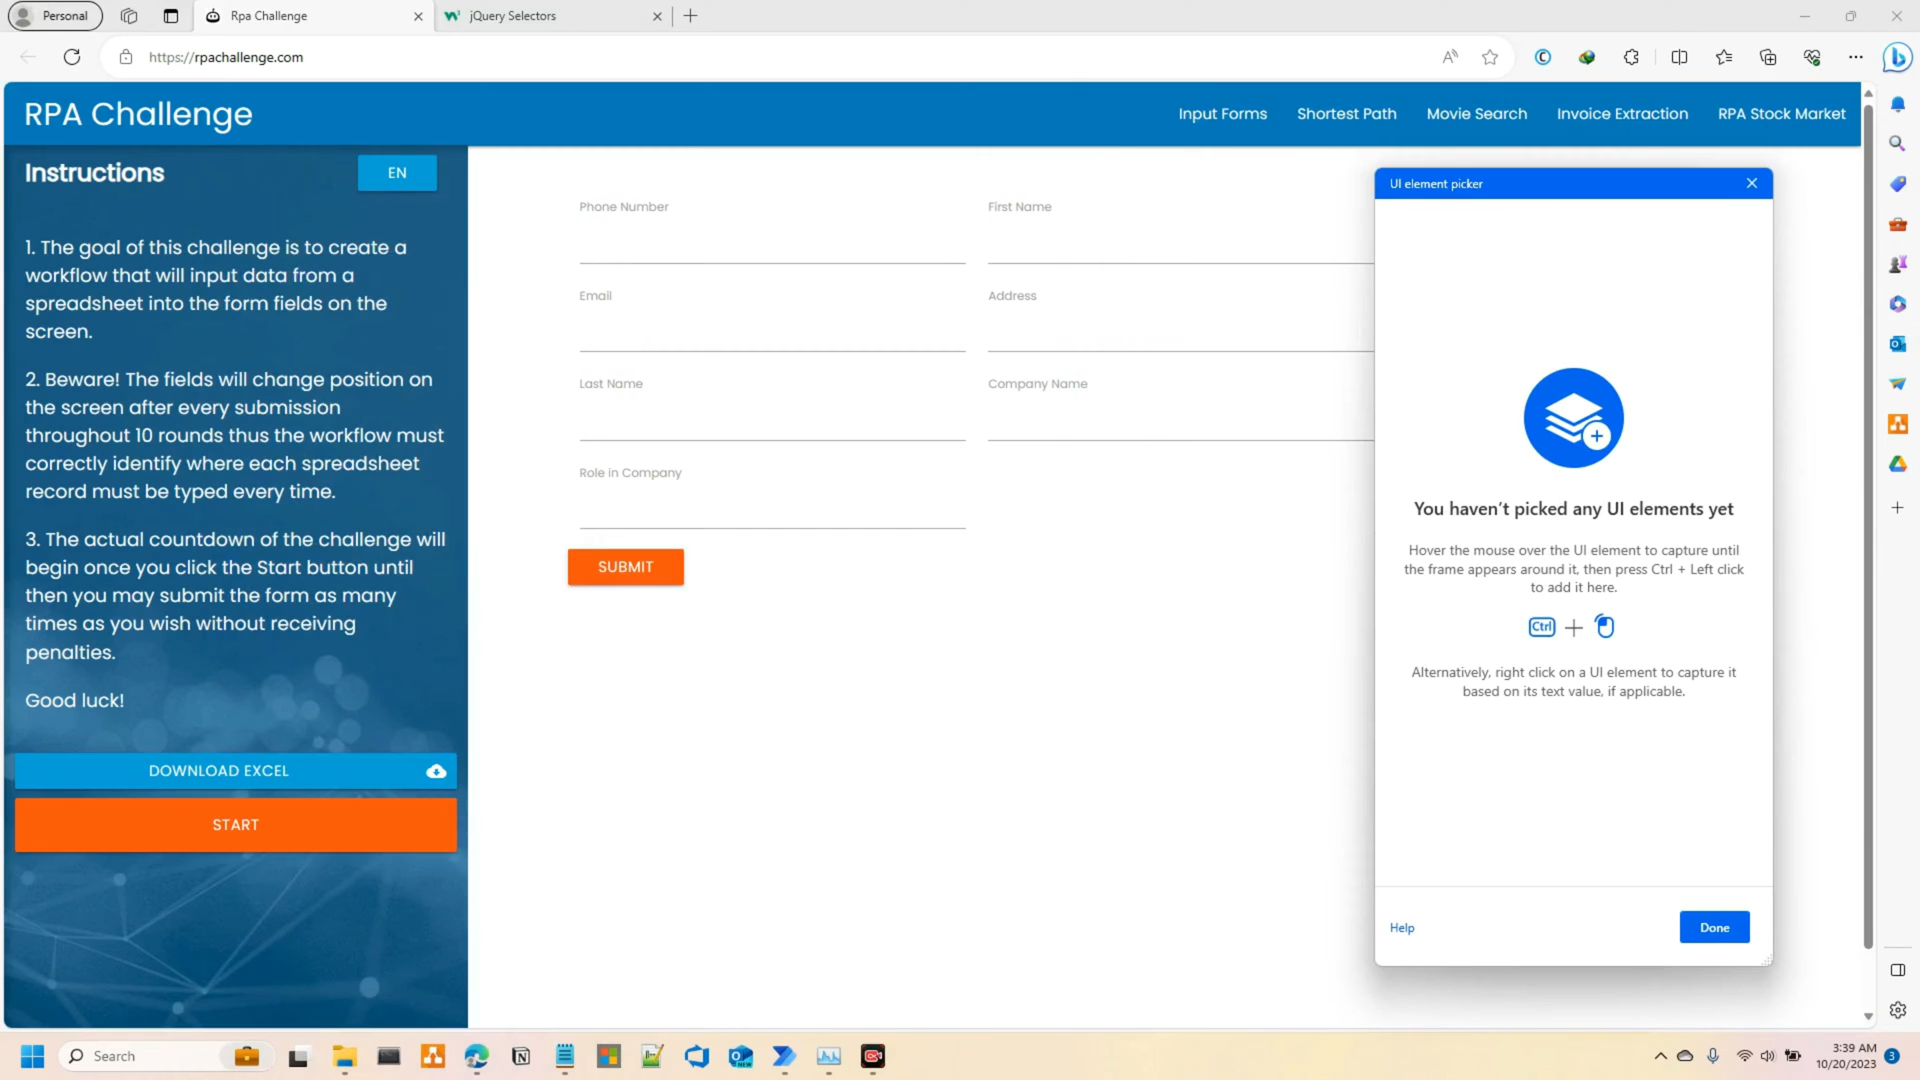 Personal
Rpa Challenge
jQuery Selectors
https://rpachallenge.com
RPA Challenge
Input Forms
Shortest Path
Movie Search
Invoice Extraction
RPA Stock Market
Instructions
EN
1. The goal of this challenge is to create a
workflow that will input data from a
spreadsheet into the form fields on the
screen.
2. Beware! The fields will change position on
the screen after every submission
throughout 10 rounds thus the workflow must
correctly identify where each spreadsheet
record must be typed every time.
3. The actual countdown of the challenge will
begin once you click the Start button until
then you may submit the form as many
times as you wish without receiving
penalties.
Good luck!
DOWNLOAD EXCEL
START
Phone Number
First Name
Email
Address
Last Name
Company Name
Role in Company
SUBMIT
UI element picker
You haven't picked any UI elements yet
Hover the mouse over the UI element to capture until
the frame appears around it, then press Ctrl + Left click
to add it here.
Ctrl
Alternatively, right click on a UI element to capture it
based on its text value, if applicable.
Help
Done
Search
3:39 AM
10/20/2023
3